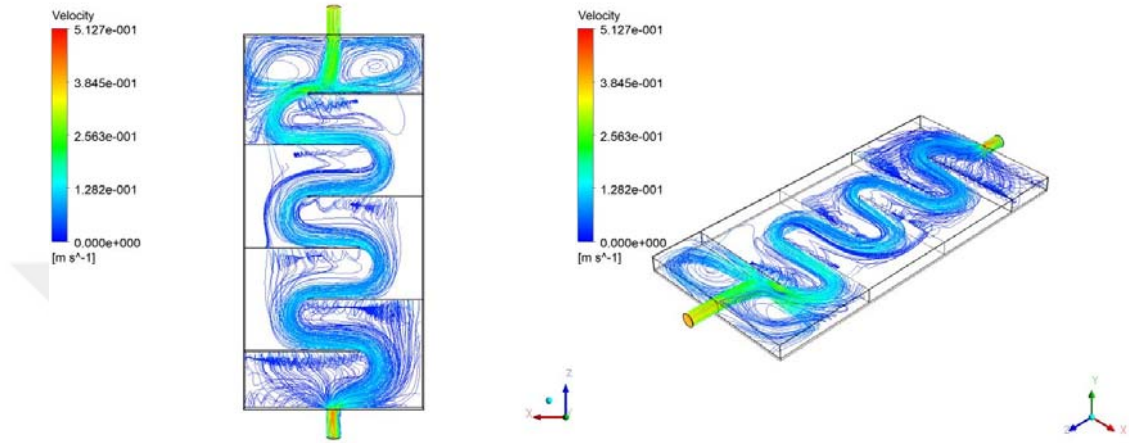 Velocity
5.127e-001
3.845e-001
2.563e-001
1.282e-001
0.000e+000
[m s^-1]
Z
X
Y
Velocity
5.127e-001
3.845e-001
2.563e-001
1.282e-001
0.000e+000
[m s^-1]
Y
Z
X